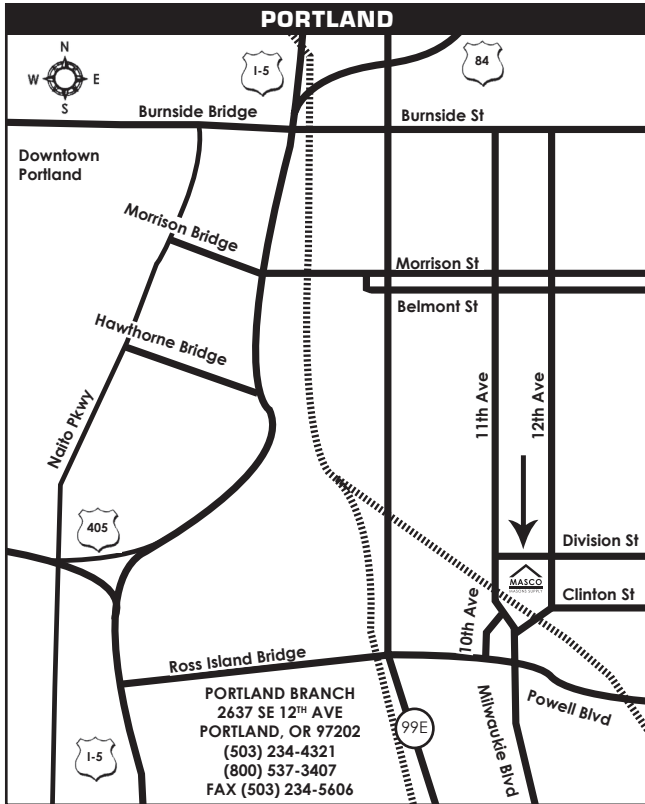 PORTLAND
N
W E
S
I-5
84
Burnside Bridge
Burnside St
Downtown
Portland
Morrison Bridge
Morrison St
Belmont St
Hawthorne Bridge
Naito Pkwy
11th Ave
12th Ave
405
Division St
MASCO
MASONS SUPPLY
Clinton St
10th Ave
Ross Island Bridge
PORTLAND BRANCH
2637 SE 12TH AVE
PORTLAND, OR 97202
(503) 234-4321
(800) 537-3407
FAX (503) 234-5606
99E
Milwaukie Blvd
Powell Blvd
I-5